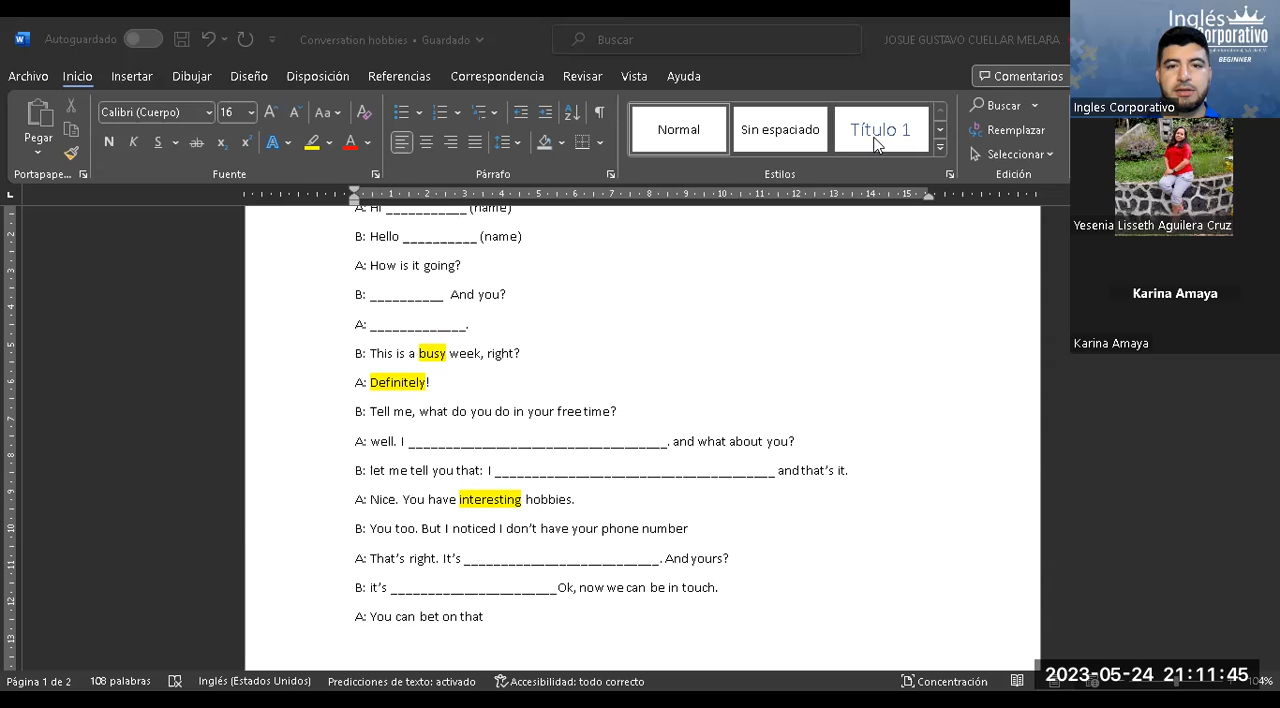 Autoguardado
Conversation hobbies • Guardado
Buscar
JOSUE GUSTAVO CUELLAR MELARA
Archivo Inicio Insertar Dibujar Diseño Disposición Referencias Correspondencia Revisar Vista Ayuda
Comentarios
Pegar
Calibri (Cuerpo) 16
Normal
Sin espaciado
Título 1
Buscar
Reemplazar
Seleccionar
Portapape...
Fuente
Párrafo
Estilos
Edición
A: Hi ___________ (name)
B: Hello __________ (name)
A: How is it going?
B: __________ And you?
A: _____________.
B: This is a busy week, right?
A: Definitely!
B: Tell me, what do you do in your free time?
A: well. I ___________________________________. and what about you?
B: let me tell you that: I ______________________________________ and that's it.
A: Nice. You have interesting hobbies.
B: You too. But I noticed I don't have your phone number
A: That's right. It's __________________________. And yours?
B: it's ______________________ Ok, now we can be in touch.
A: You can bet on that
Página 1 de 2
108 palabras
Inglés (Estados Unidos)
Predicciones de texto: activado
Accesibilidad: todo correcto
Concentración
104%
2023-05-24 21:11:45
Inglés
Corporativo
BEGINNER
Ingles Corporativo
Yesenia Lisseth Aguilera Cruz
Karina Amaya
Karina Amaya